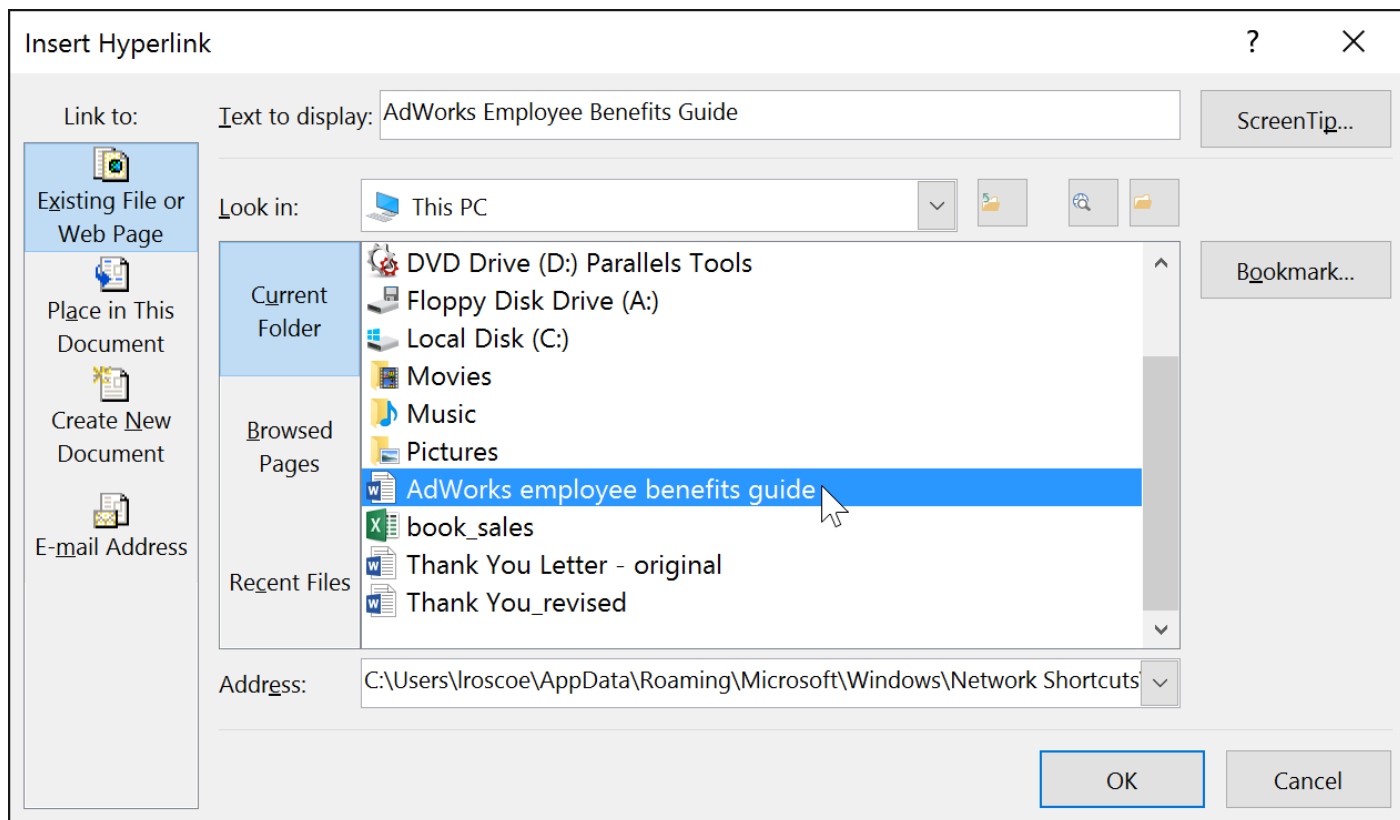 Insert Hyperlink
?
Link to:
Text to display:
AdWorks Employee Benefits Guide
ScreenTip...
Existing File or
Web Page
Look in:
This PC
Place in This
Document
Current
Folder
DVD Drive (D:) Parallels Tools
Floppy Disk Drive (A:)
Local Disk (C:)
Movies
Music
Pictures
AdWorks employee benefits guide
book_sales
Thank You Letter - original
Thank You_revised
Bookmark...
Create New
Document
Browsed
Pages
E-mail Address
Recent Files
Address:
C:\Users\lroscoe\AppData\Roaming\Microsoft\Windows\Network Shortcuts\
OK
Cancel